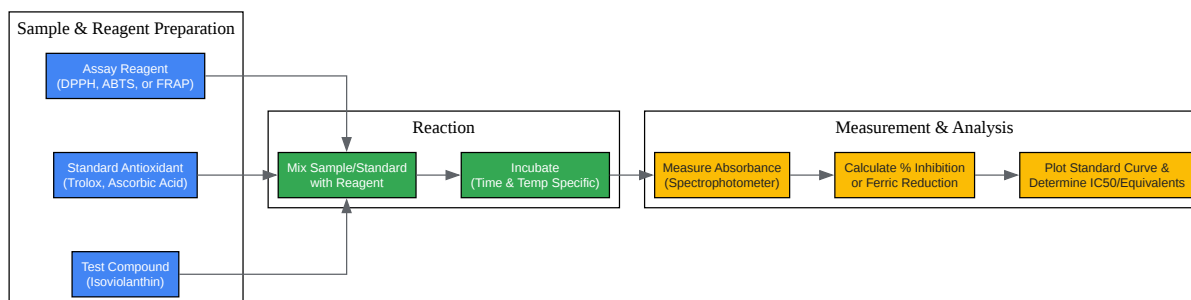 Sample & Reagent Preparation
Assay Reagent
(DPPH, ABTS, or FRAP)
Standard Antioxidant
(Trolox, Ascorbic Acid)
Test Compound
(Isoviolanthin)
Reaction
Mix Sample/Standard
with Reagent
Incubate
(Time & Temp Specific)
Measurement & Analysis
Measure Absorbance
(Spectrophotometer)
Calculate % Inhibition
or Ferric Reduction
Plot Standard Curve &
Determine IC50/Equivalents